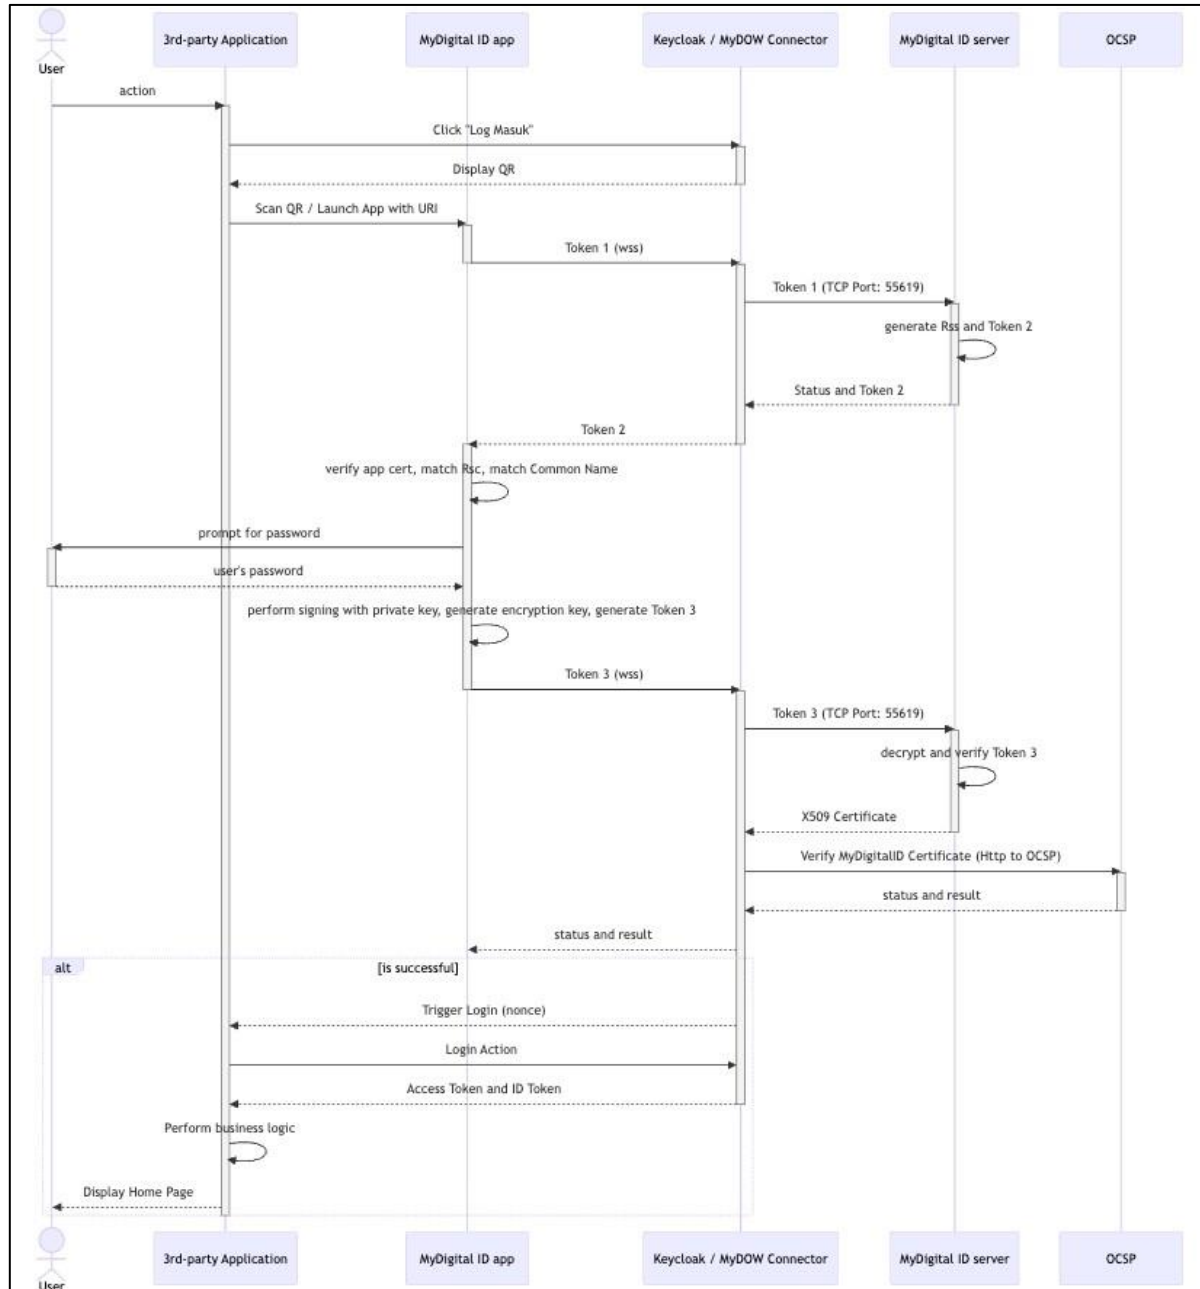 User
3rd-party Application
MyDigital ID app
Keycloak / MyDOW Connector
MyDigital ID server
OCSP
action
Click "Log Masuk"
Display QR
Scan QR / Launch App with URI
Token 1 (wss)
Token 1 (TCP Port: 55619)
generate Rss and Token 2
Status and Token 2
Token 2
verify app cert, match Rsc, match Common Name
prompt for password
user's password
perform signing with private key, generate encryption key, generate Token 3
Token 3 (wss)
Token 3 (TCP Port: 55619)
decrypt and verify Token 3
X509 Certificate
Verify MyDigitalID Certificate (Http to OCSP)
status and result
status and result
alt
[is successful]
Trigger Login (nonce)
Login Action
Access Token and ID Token
Perform business logic
Display Home Page
User
3rd-party Application
MyDigital ID app
Keycloak / MyDOW Connector
MyDigital ID server
OCSP